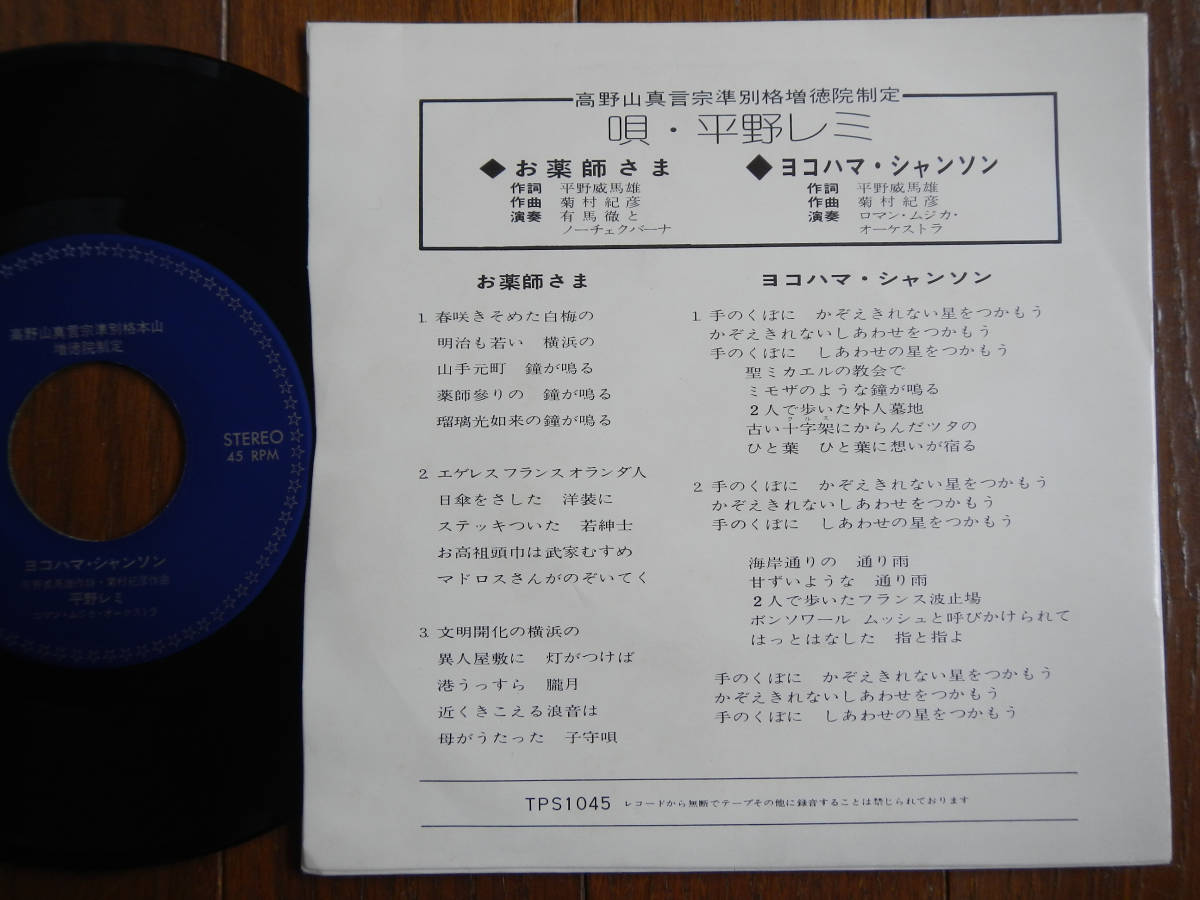 高野山真言宗準別格増徳院制定
唄・平野レミ
◆お薬師さま
作詞 平野威馬雄
作曲 菊村紀彦
演奏 有馬徹と
ノーチェクバーナ
◆ヨコハマ・シャンソン
作詞 平野威馬雄
作曲 菊村紀彦
演奏 ロマン・ムジカ・
オーケストラ
お薬師さま
1. 春咲きそめた白梅の
明治も若い 横浜の
山手元町 鐘が鳴る
薬師参りの 鐘が鳴る
瑠璃光如来の鐘が鳴る
2. エゲレスフランスオランダ人
日傘をさした 洋装に
ステッキついた 若紳士
お高祖頭巾は武家むすめ
マドロスさんがのぞいてく
3. 文明開化の横浜の
異人屋敷に 灯がつけば
港うっすら 朧月
近くきこえる浪音は
母がうたった 子守唄
ヨコハマ・シャンソン
1. 手のくぼに かぞえきれない星をつかもう
かぞえきれないしあわせをつかもう
手のくぼに しあわせの星をつかもう
聖ミカエルの教会で
ミモザのような鐘が鳴る
2人で歩いた外人墓地
クルス
古い十字架にからんだツタの
ひと葉 ひと葉に想いが宿る
2. 手のくぼに かぞえきれない星をつかもう
かぞえきれないしあわせをつかもう
手のくぼに しあわせの星をつかもう
海岸通りの 通り雨
甘ずいような 通り雨
2人で歩いたフランス波止場
ボンソワール ムッシュと呼びかけられて
はっとはなした 指と指よ
手のくぼに かぞえきれない星をつかもう
かぞえきれないしあわせをつかもう
手のくぼに しあわせの星をつかもう
TPS1045 レコードから無断でテープその他に録音することは禁じられております
高野山真言宗準別格本山
増徳院制定
STEREO
45 RPM
ヨコハマ・シャンソン
平野威馬雄作詩・菊村紀彦作曲
平野レミ
ロマン・ムジカ・オーケストラ